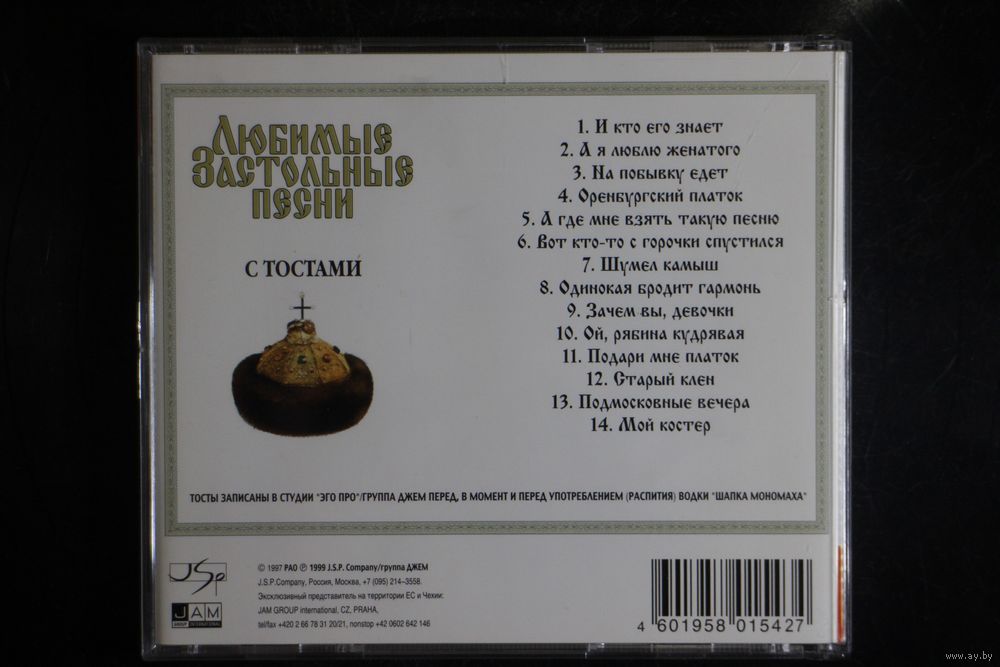 Любимые
Застольные
песни
С ТОСТАМИ
1. И кто его знает
2. А я люблю женатого
3. На побывку едет
4. Оренбургский платок
5. А где мне взять такую песню
6. Вот кто-то с горочки спустился
7. Шумел камыш
8. Одинокая бродит гармонь
9. Зачем вы, девочки
10. Ой, рябина кудрявая
11. Подари мне платок
12. Старый клен
13. Подмосковные вечера
14. Мой костер
ТОСТЫ ЗАПИСАНЫ В СТУДИИ "ЭГО ПРО"/ГРУППА ДЖЕМ ПЕРЕД, В МОМЕНТ И ПЕРЕД УПОТРЕБЛЕНИЕМ (РАСПИТИЯ) ВОДКИ "ШАПКА МОНОМАХА"
JSP
JAM
GROUP INTERNATIONAL
© 1997 РАО ℗ 1999 J.S.P. Company/группа ДЖЕМ
J.S.P.Company, Россия, Москва, +7 (095) 214-3558.
Эксклюзивный представитель на территории ЕС и Чехии:
JAM GROUP international, CZ, PRAHA,
tel/fax +420 2 66 78 31 20/21, nonstop +42 0602 642 146
4 601958 015427
www.ay.by